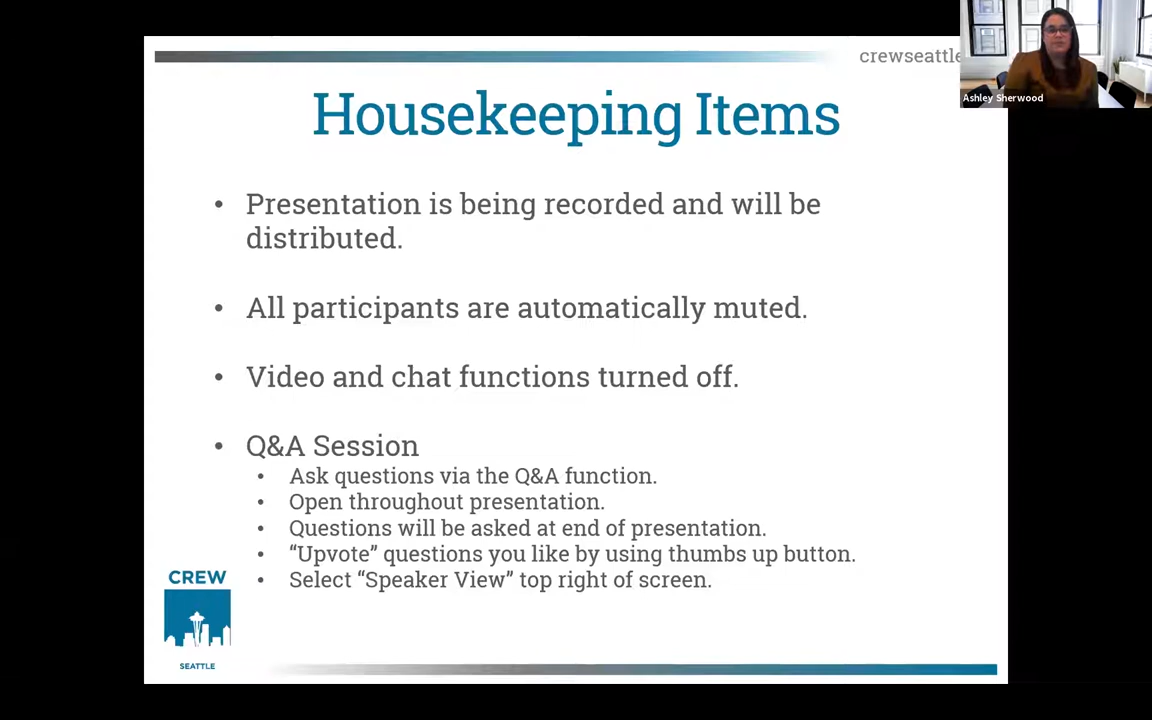 crewseattle
Ashley Sherwood
Housekeeping Items
• Presentation is being recorded and will be
distributed.
• All participants are automatically muted.
• Video and chat functions turned off.
• Q&A Session
• Ask questions via the Q&A function.
• Open throughout presentation.
• Questions will be asked at end of presentation.
• “Upvote” questions you like by using thumbs up button.
• Select “Speaker View” top right of screen.
CREW
SEATTLE